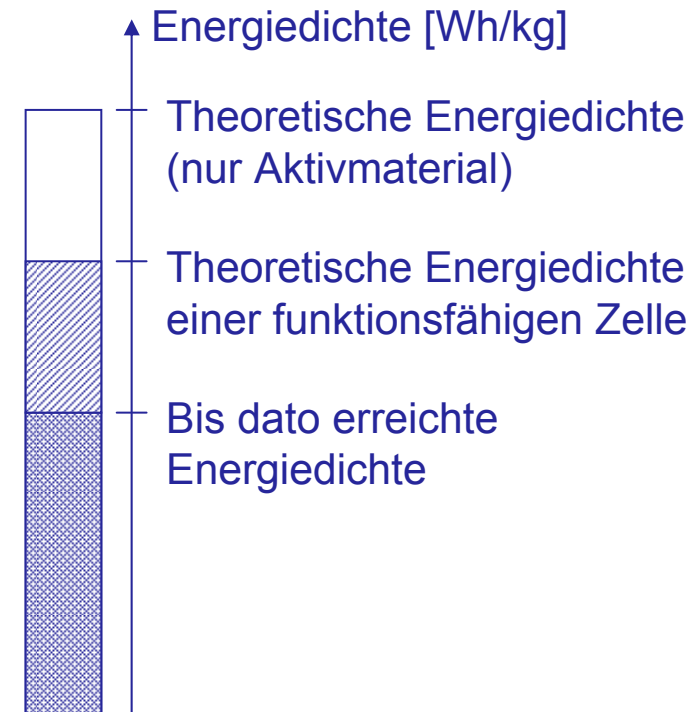 Energiedichte [Wh/kg]
Theoretische Energiedichte
(nur Aktivmaterial)
Theoretische Energiedichte
einer funktionsfähigen Zelle
Bis dato erreichte
Energiedichte